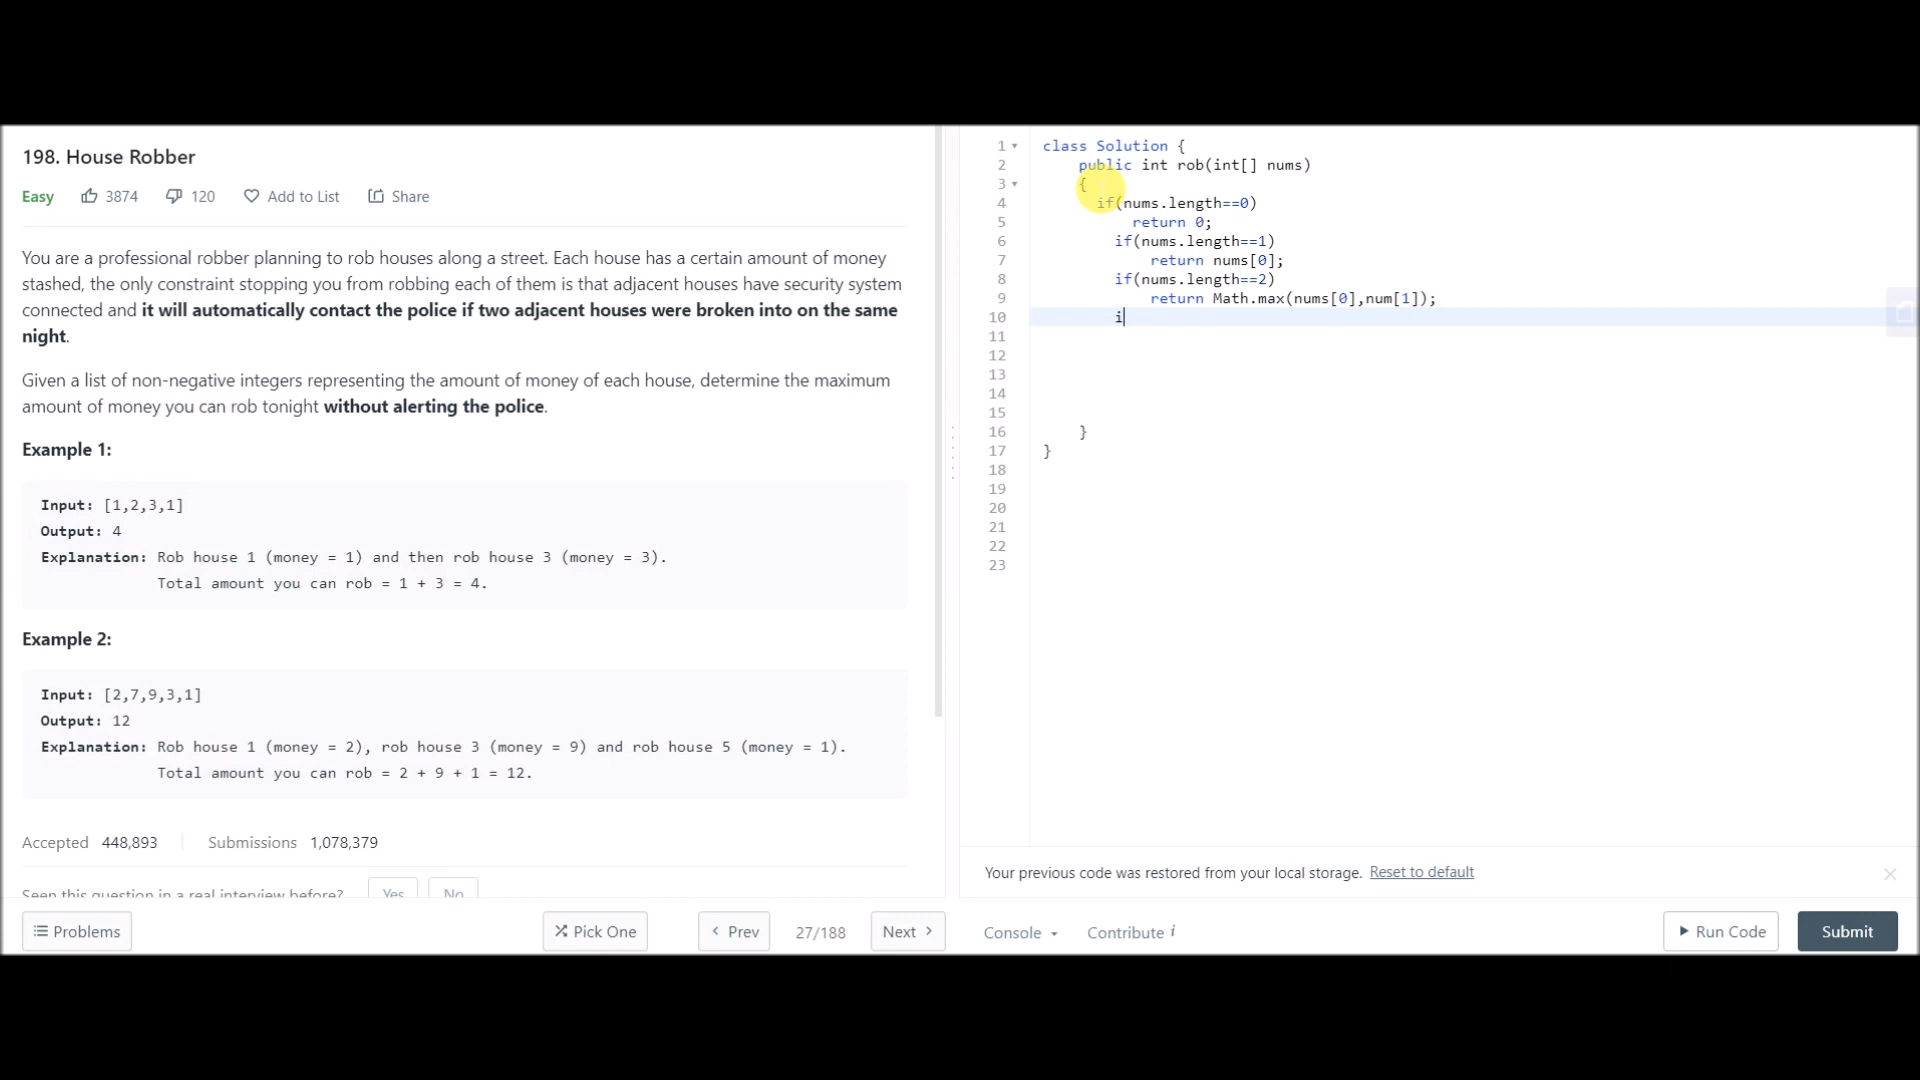 198. House Robber
Easy 3874 120 Add to List Share
You are a professional robber planning to rob houses along a street. Each house has a certain amount of money
stashed, the only constraint stopping you from robbing each of them is that adjacent houses have security system
connected and it will automatically contact the police if two adjacent houses were broken into on the same
night.
Given a list of non-negative integers representing the amount of money of each house, determine the maximum
amount of money you can rob tonight without alerting the police.
Example 1:
Input: [1,2,3,1]
Output: 4
Explanation: Rob house 1 (money = 1) and then rob house 3 (money = 3).
Total amount you can rob = 1 + 3 = 4.
Example 2:
Input: [2,7,9,3,1]
Output: 12
Explanation: Rob house 1 (money = 2), rob house 3 (money = 9) and rob house 5 (money = 1).
Total amount you can rob = 2 + 9 + 1 = 12.
Accepted 448,893 Submissions 1,078,379
Seen this question in a real interview before? Yes No
Problems Pick One Prev 27/188 Next
1 class Solution {
2 public int rob(int[] nums)
3 {
4 if(nums.length==0)
5 return 0;
6 if(nums.length==1)
7 return nums[0];
8 if(nums.length==2)
9 return Math.max(nums[0],num[1]);
10 i
11
12
13
14
15
16 }
17 }
18
19
20
21
22
23
Your previous code was restored from your local storage. Reset to default
Console Contribute i Run Code Submit